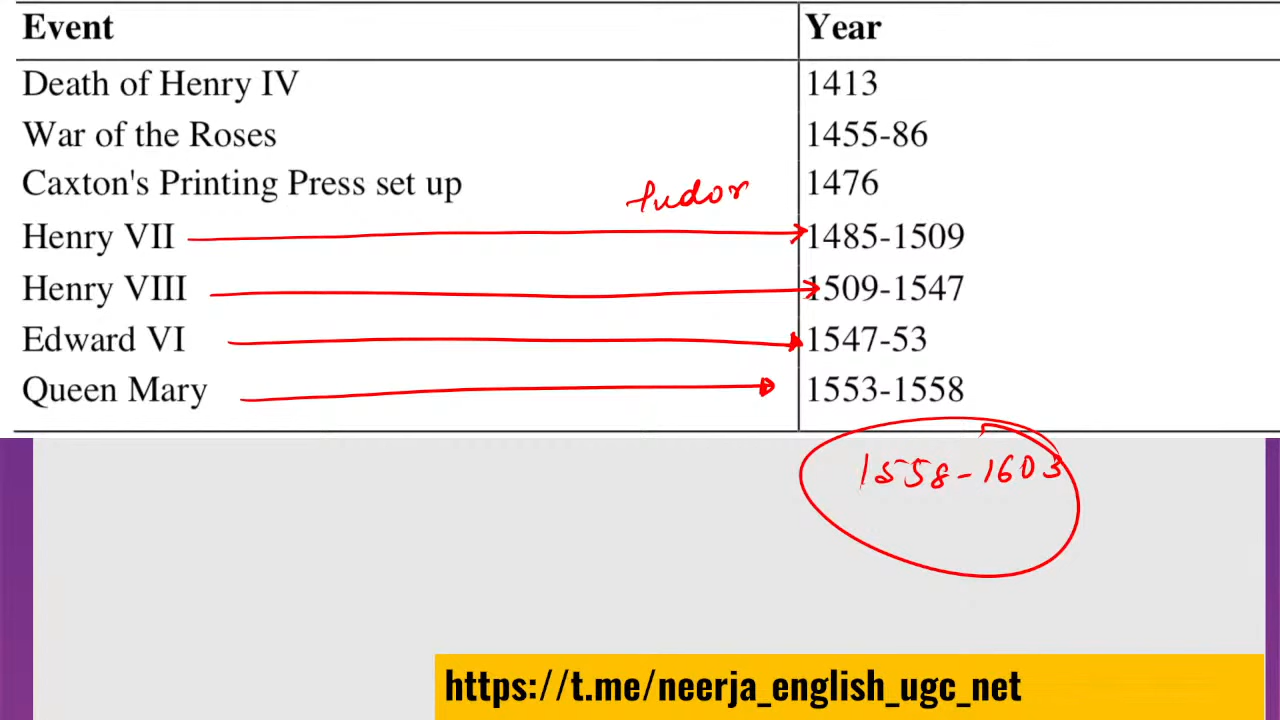 Event Year
Death of Henry IV 1413
War of the Roses 1455-86
Caxton's Printing Press set up 1476
tudor
Henry VII 1485-1509
Henry VIII 1509-1547
Edward VI 1547-53
Queen Mary 1553-1558
1558-1603
https://t.me/neerja_english_ugc_net